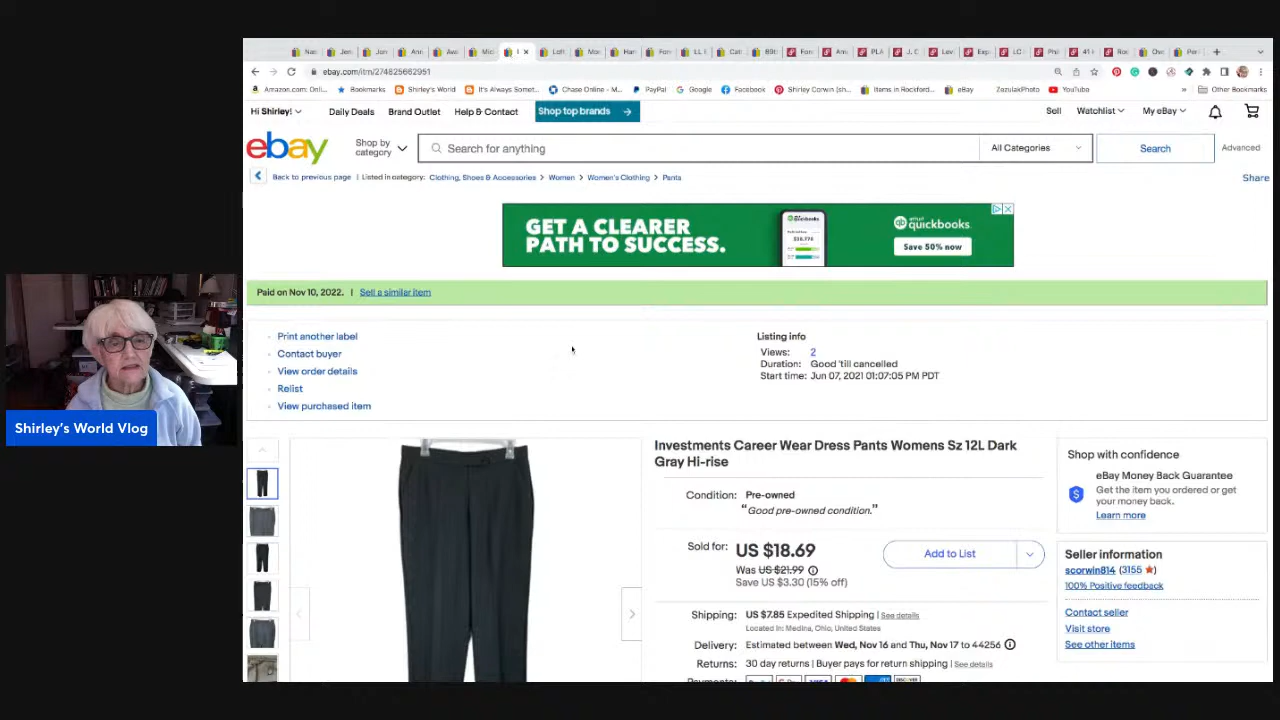 ebay.com/itm/274825662951
Amazon.com: Onli... Bookmarks Shirley's World It's Always Somet... Chase Online - M... PayPal Google Facebook Shirley Corwin (sh... Items in Rockford... eBay ZozulakPhoto YouTube » Other Bookmarks
Hi Shirley! Daily Deals Brand Outlet Help & Contact Shop top brands Sell Watchlist My eBay
ebay Shop by category Search for anything All Categories Search Advanced
Back to previous page | Listed in category: Clothing, Shoes & Accessories > Women > Women's Clothing > Pants Share
GET A CLEARER
PATH TO SUCCESS.
intuit quickbooks
Save 50% now
Paid on Nov 10, 2022. | Sell a similar item
Print another label
Contact buyer
View order details
Relist
View purchased item
Listing info
Views: 2
Duration: Good 'till cancelled
Start time: Jun 07, 2021 01:07:05 PM PDT
Shirley's World Vlog
Investments Career Wear Dress Pants Womens Sz 12L Dark
Gray Hi-rise
Condition: Pre-owned
"Good pre-owned condition."
Sold for: US $18.69
Was US $21.99
Save US $3.30 (15% off)
Add to List
Shipping: US $7.85 Expedited Shipping | See details
Located in: Medina, Ohio, United States
Delivery: Estimated between Wed, Nov 16 and Thu, Nov 17 to 44256
Returns: 30 day returns | Buyer pays for return shipping | See details
Payments:
Shop with confidence
eBay Money Back Guarantee
Get the item you ordered or get
your money back.
Learn more
Seller information
scorwin814 (3155)
100% Positive feedback
Contact seller
Visit store
See other items